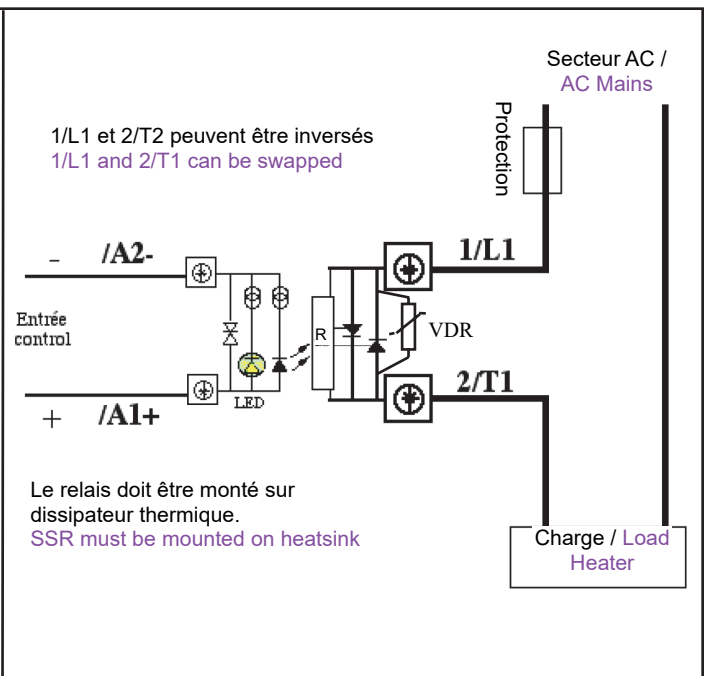 Secteur AC /
AC Mains
Protection
1/L1 et 2/T2 peuvent être inversés
1/L1 and 2/T1 can be swapped
- /A2-
1/L1
Entrée
control
R
VDR
LED
+ /A1+
2/T1
Le relais doit être monté sur
dissipateur thermique.
SSR must be mounted on heatsink
Charge / Load
Heater